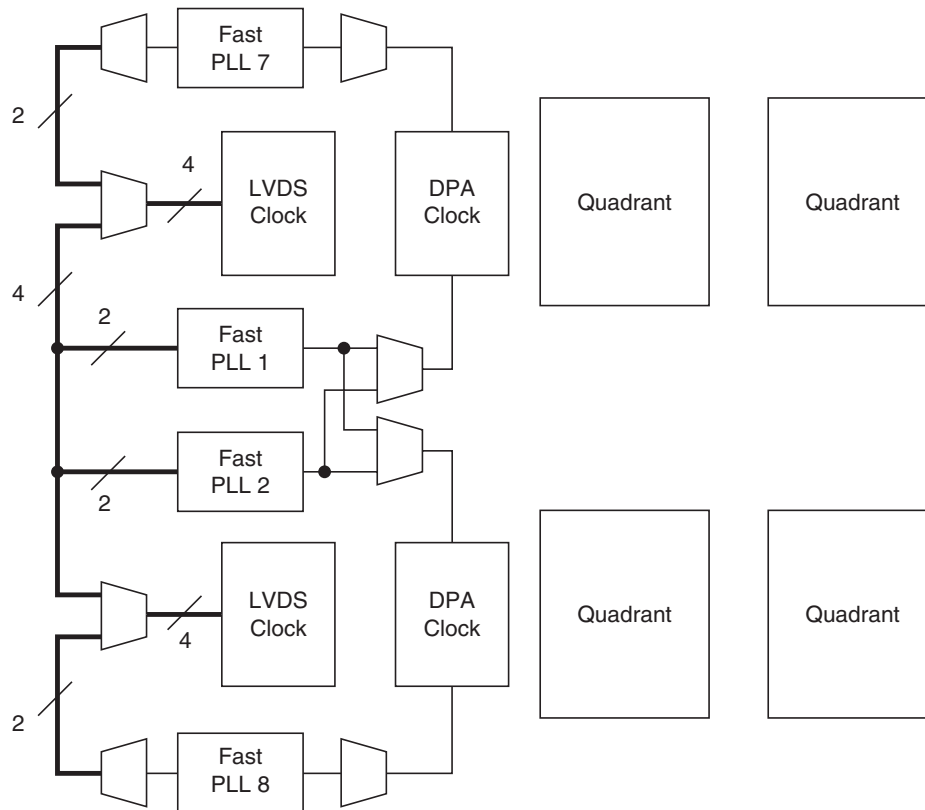 Fast
PLL 7
2
4
LVDS
Clock
DPA
Clock
Quadrant
Quadrant
4
2
Fast
PLL 1
Fast
PLL 2
2
LVDS
Clock
4
DPA
Clock
Quadrant
Quadrant
2
Fast
PLL 8